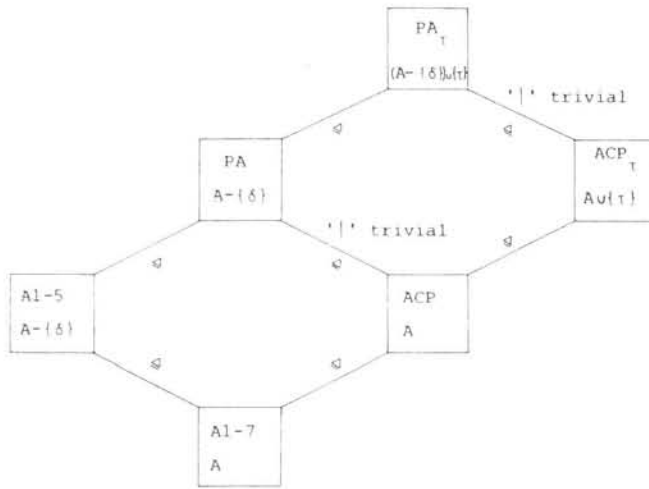 PA_τ
(A-{δ})∪{τ}
'|' trivial
◁
◁
PA
A-{δ}
ACP_τ
A∪{τ}
'|' trivial
◁
◁
◁
A1-5
A-{δ}
ACP
A
◁
◁
A1-7
A